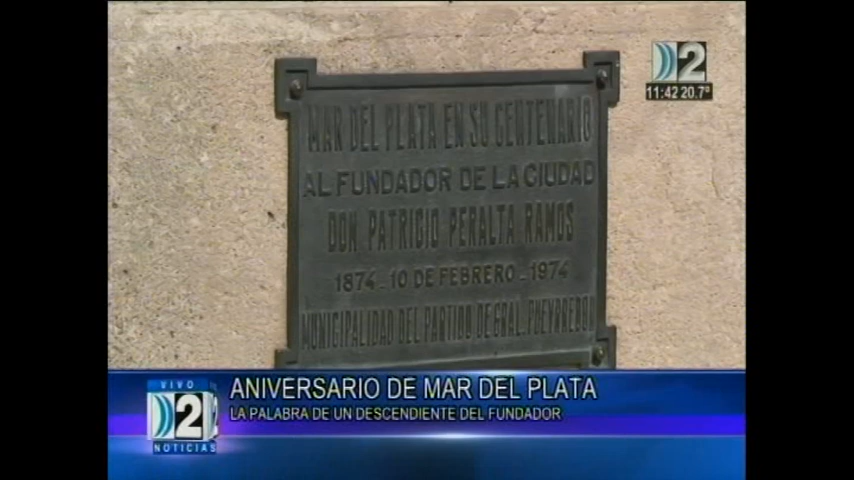 2
11:42 20.7º
MAR DEL PLATA EN SU CENTENARIO
AL FUNDADOR DE LA CIUDAD
DON PATRICIO PERALTA RAMOS
1874 - 10 DE FEBRERO - 1974
MUNICIPALIDAD DEL PARTIDO DE GRAL. PUEYRREDON
VIVO
2
NOTICIAS
ANIVERSARIO DE MAR DEL PLATA
LA PALABRA DE UN DESCENDIENTE DEL FUNDADOR